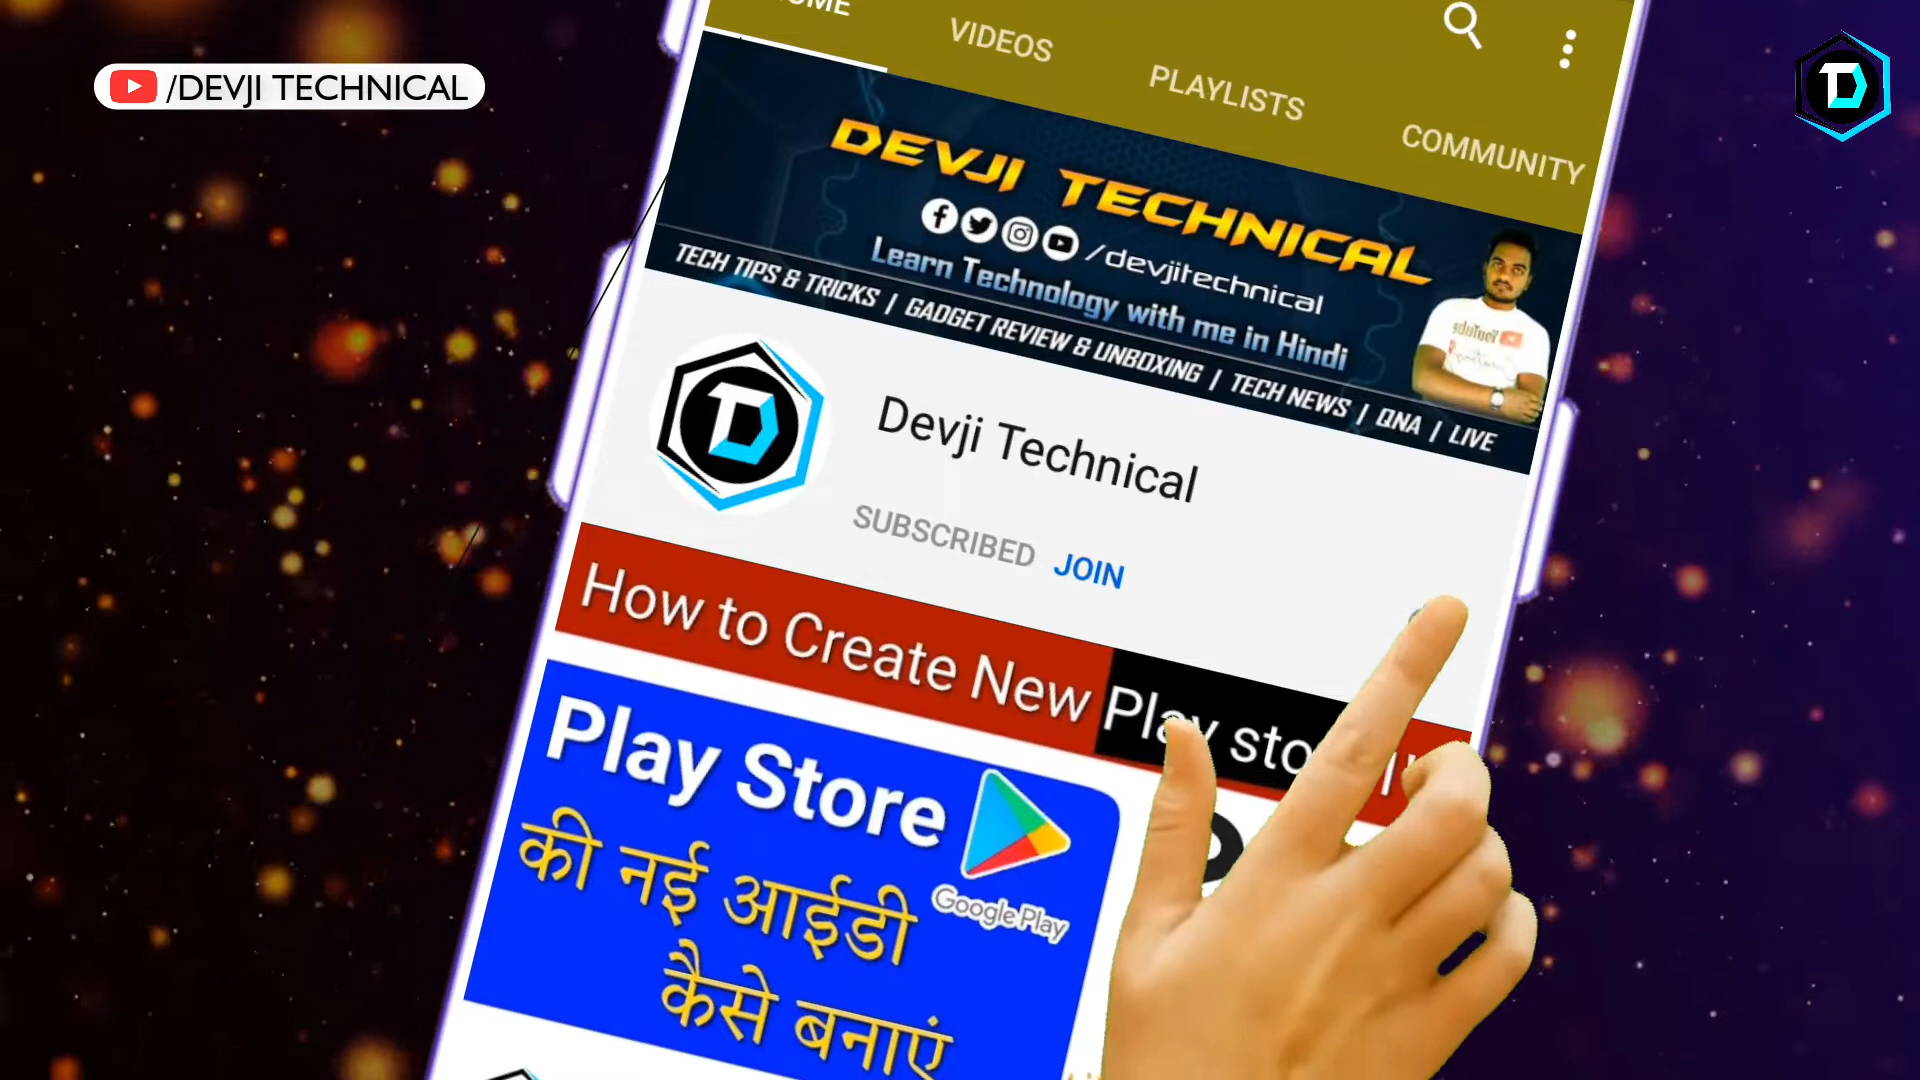 /DEVJI TECHNICAL
VIDEOS
PLAYLISTS
COMMUNITY
DEVJI TECHNICAL
/devjitechnical
Learn Technology with me in Hindi
TECH TIPS & TRICKS / GADGET REVIEW & UNBOXING / TECH NEWS / QNA / LIVE
Devji Technical
SUBSCRIBED JOIN
How to Create New Play
Play Store
Google Play
की नई आईडी
कैसे बनाएं